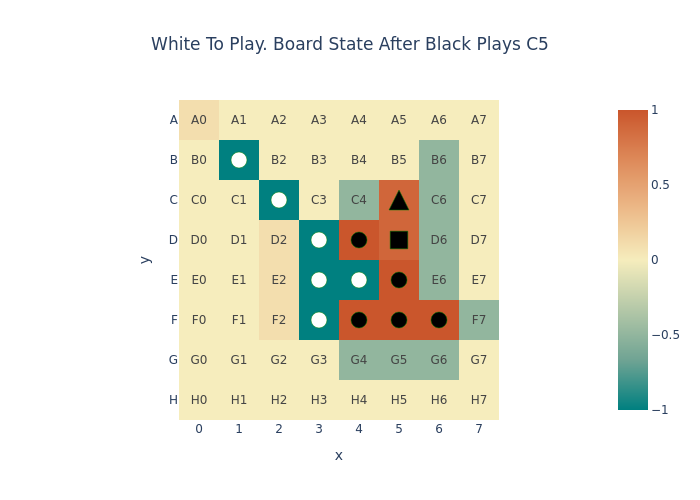 White To Play. Board State After Black Plays C5
A A0 A1 A2 A3 A4 A5 A6 A7
B B0 B2 B3 B4 B5 B6 B7
C C0 C1 C3 C4 C6 C7
D D0 D1 D2 D6 D7
E E0 E1 E2 E6 E7
F F0 F1 F2 F7
G G0 G1 G2 G3 G4 G5 G6 G7
H H0 H1 H2 H3 H4 H5 H6 H7
0 1 2 3 4 5 6 7
x
y
1
0.5
0
−0.5
−1